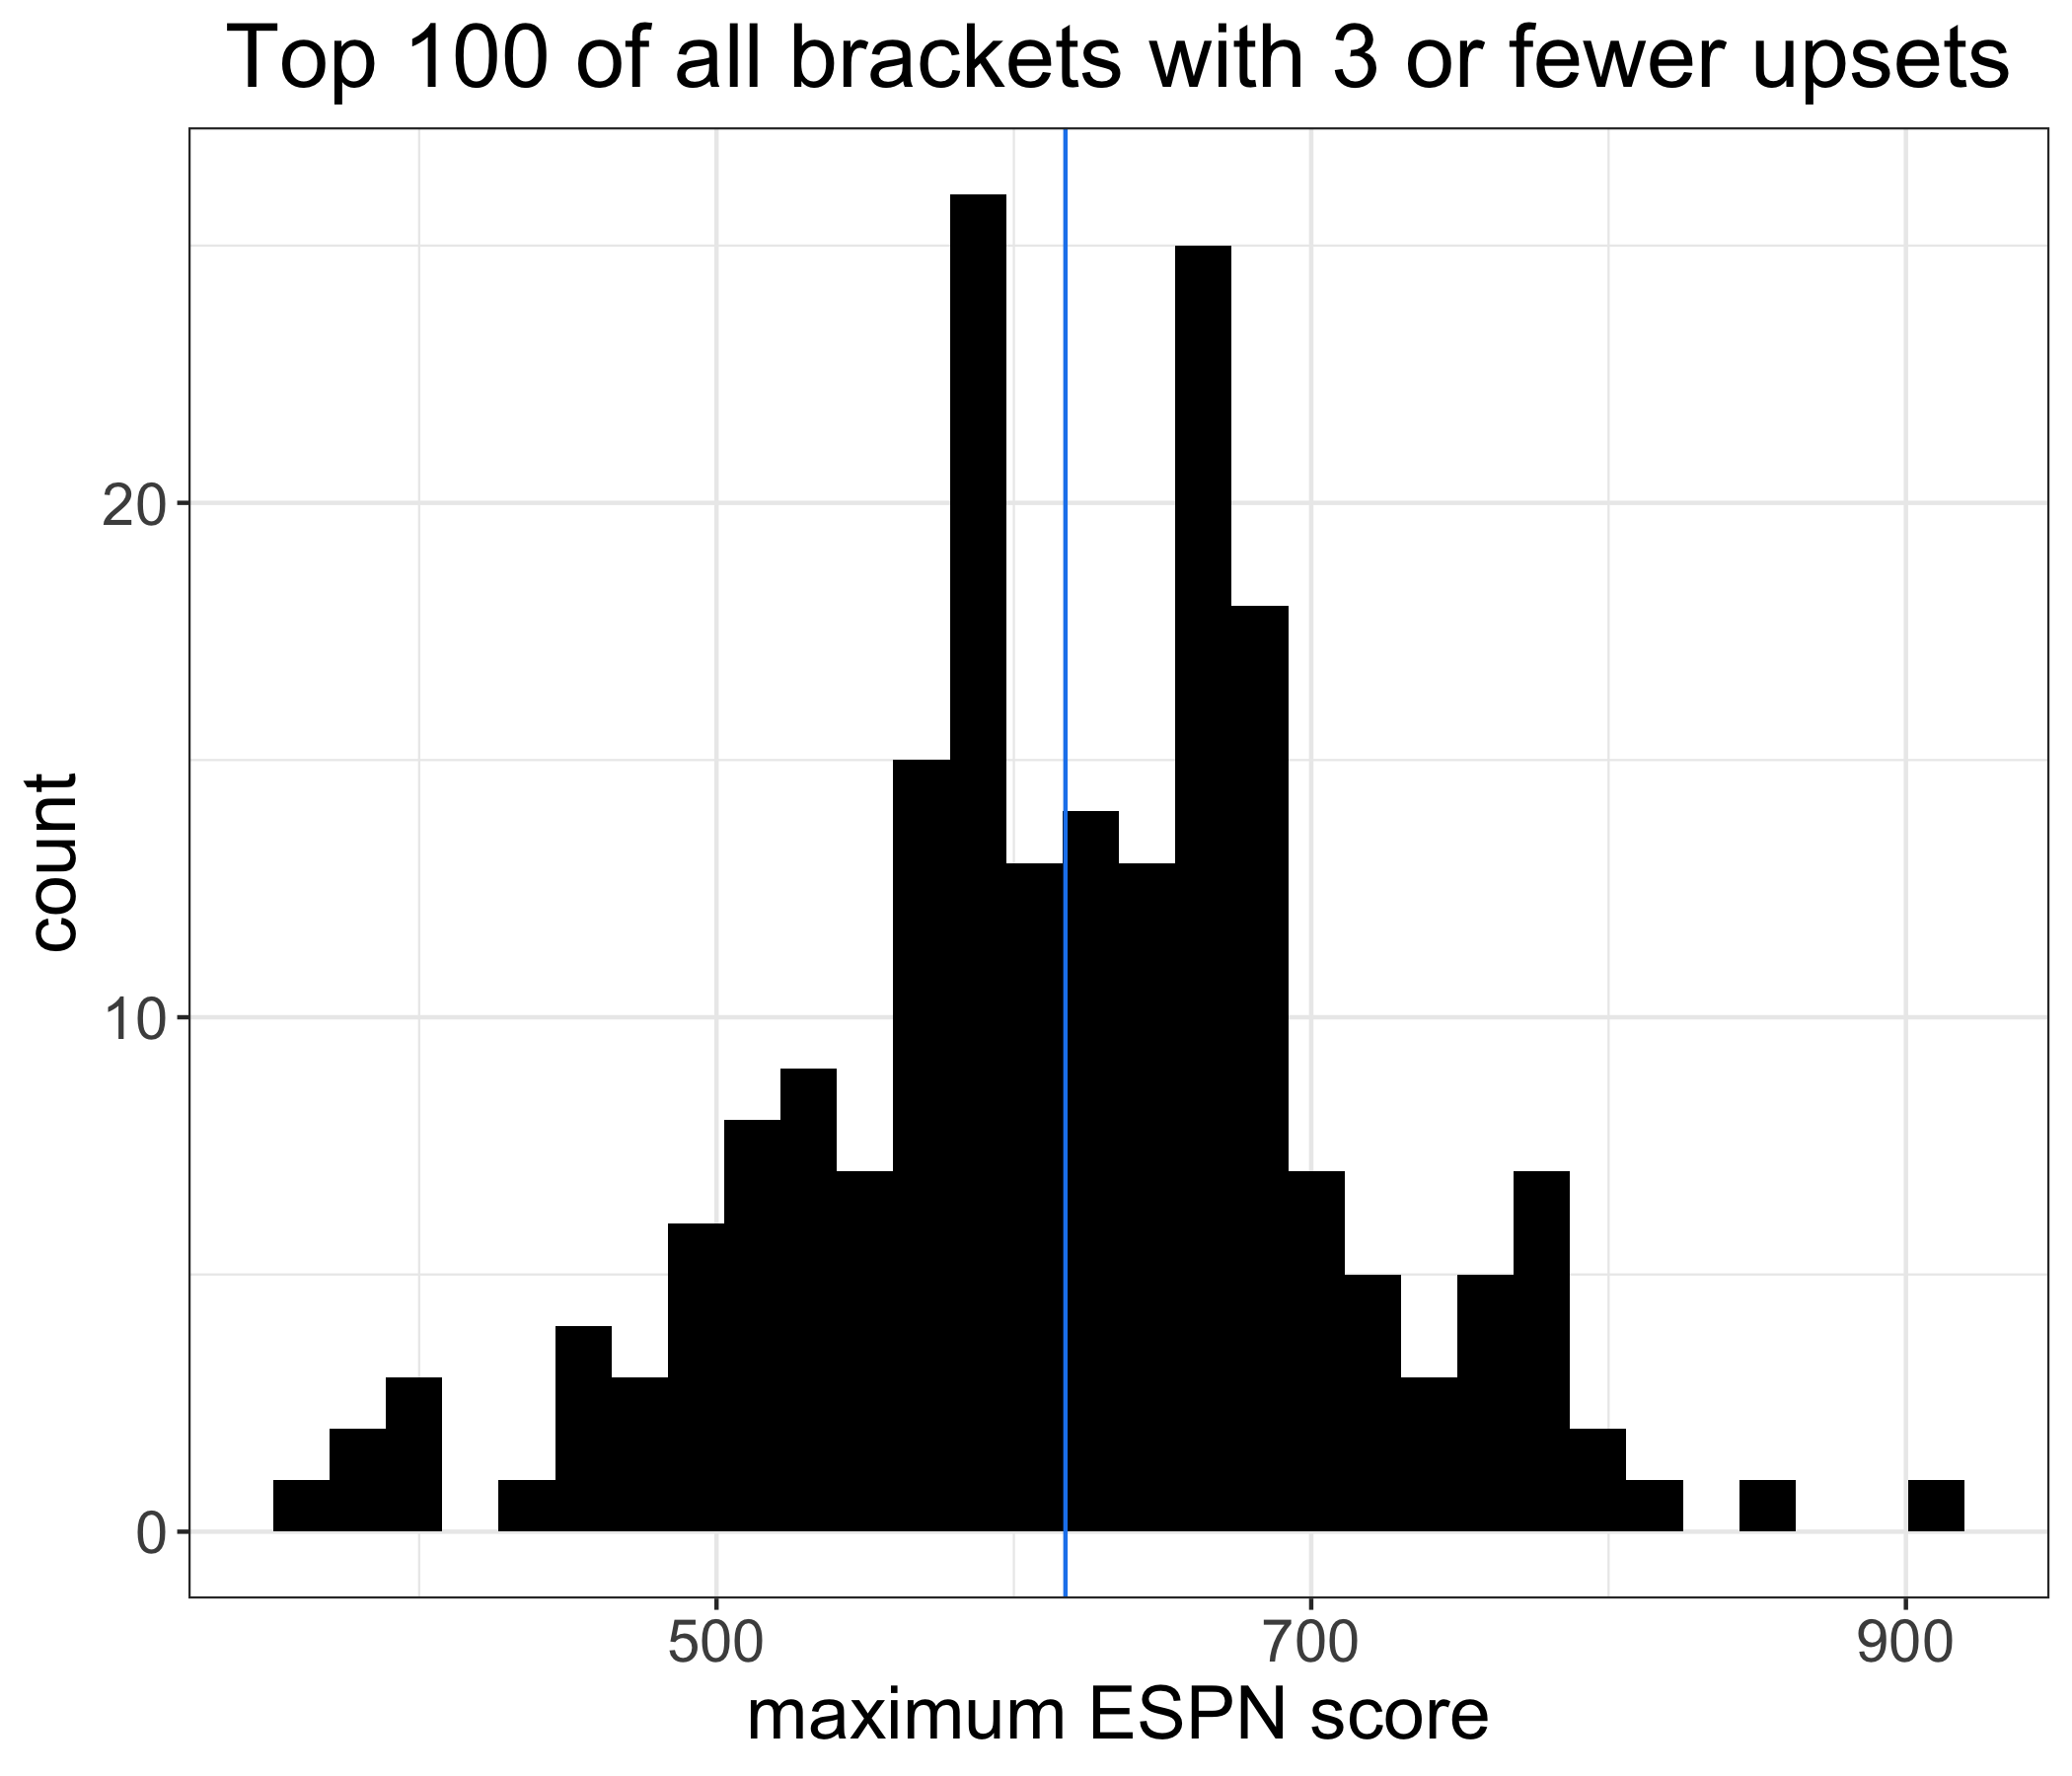 Top 100 of all brackets with 3 or fewer upsets
count
20
10
0
500 700 900
maximum ESPN score